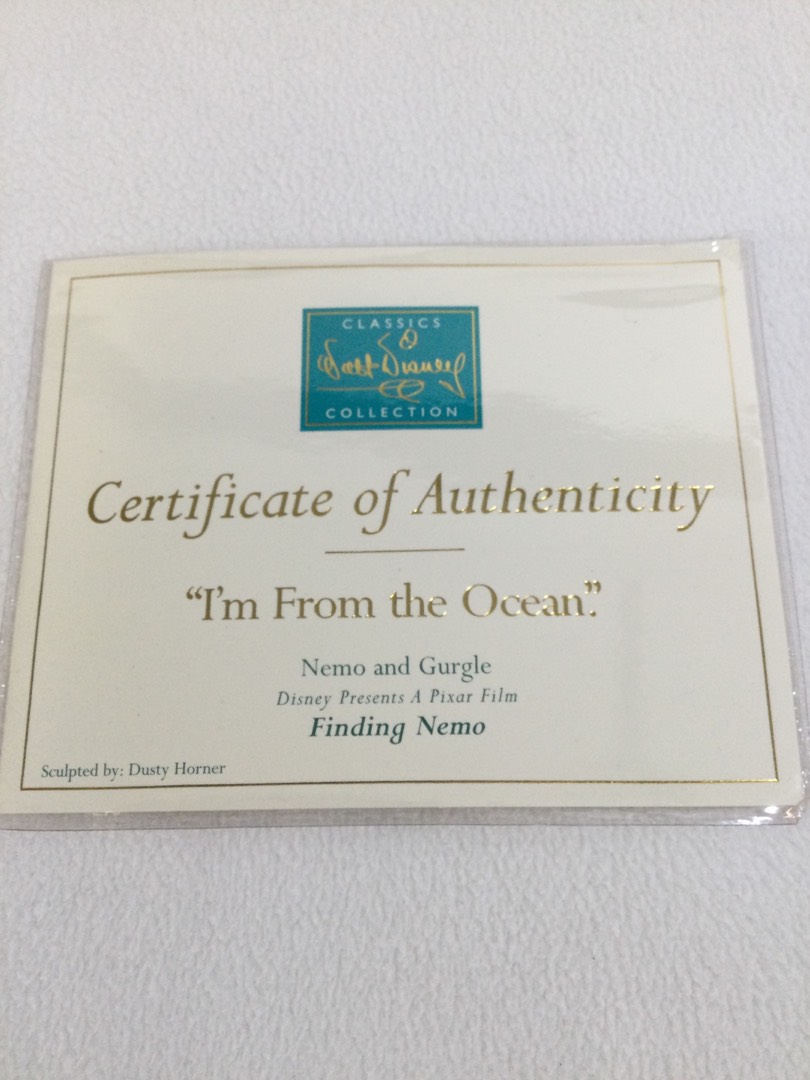 CLASSICS
Walt Disney
COLLECTION
Certificate of Authenticity
“I’m From the Ocean.”
Nemo and Gurgle
Disney Presents A Pixar Film
Finding Nemo
Sculpted by: Dusty Horner